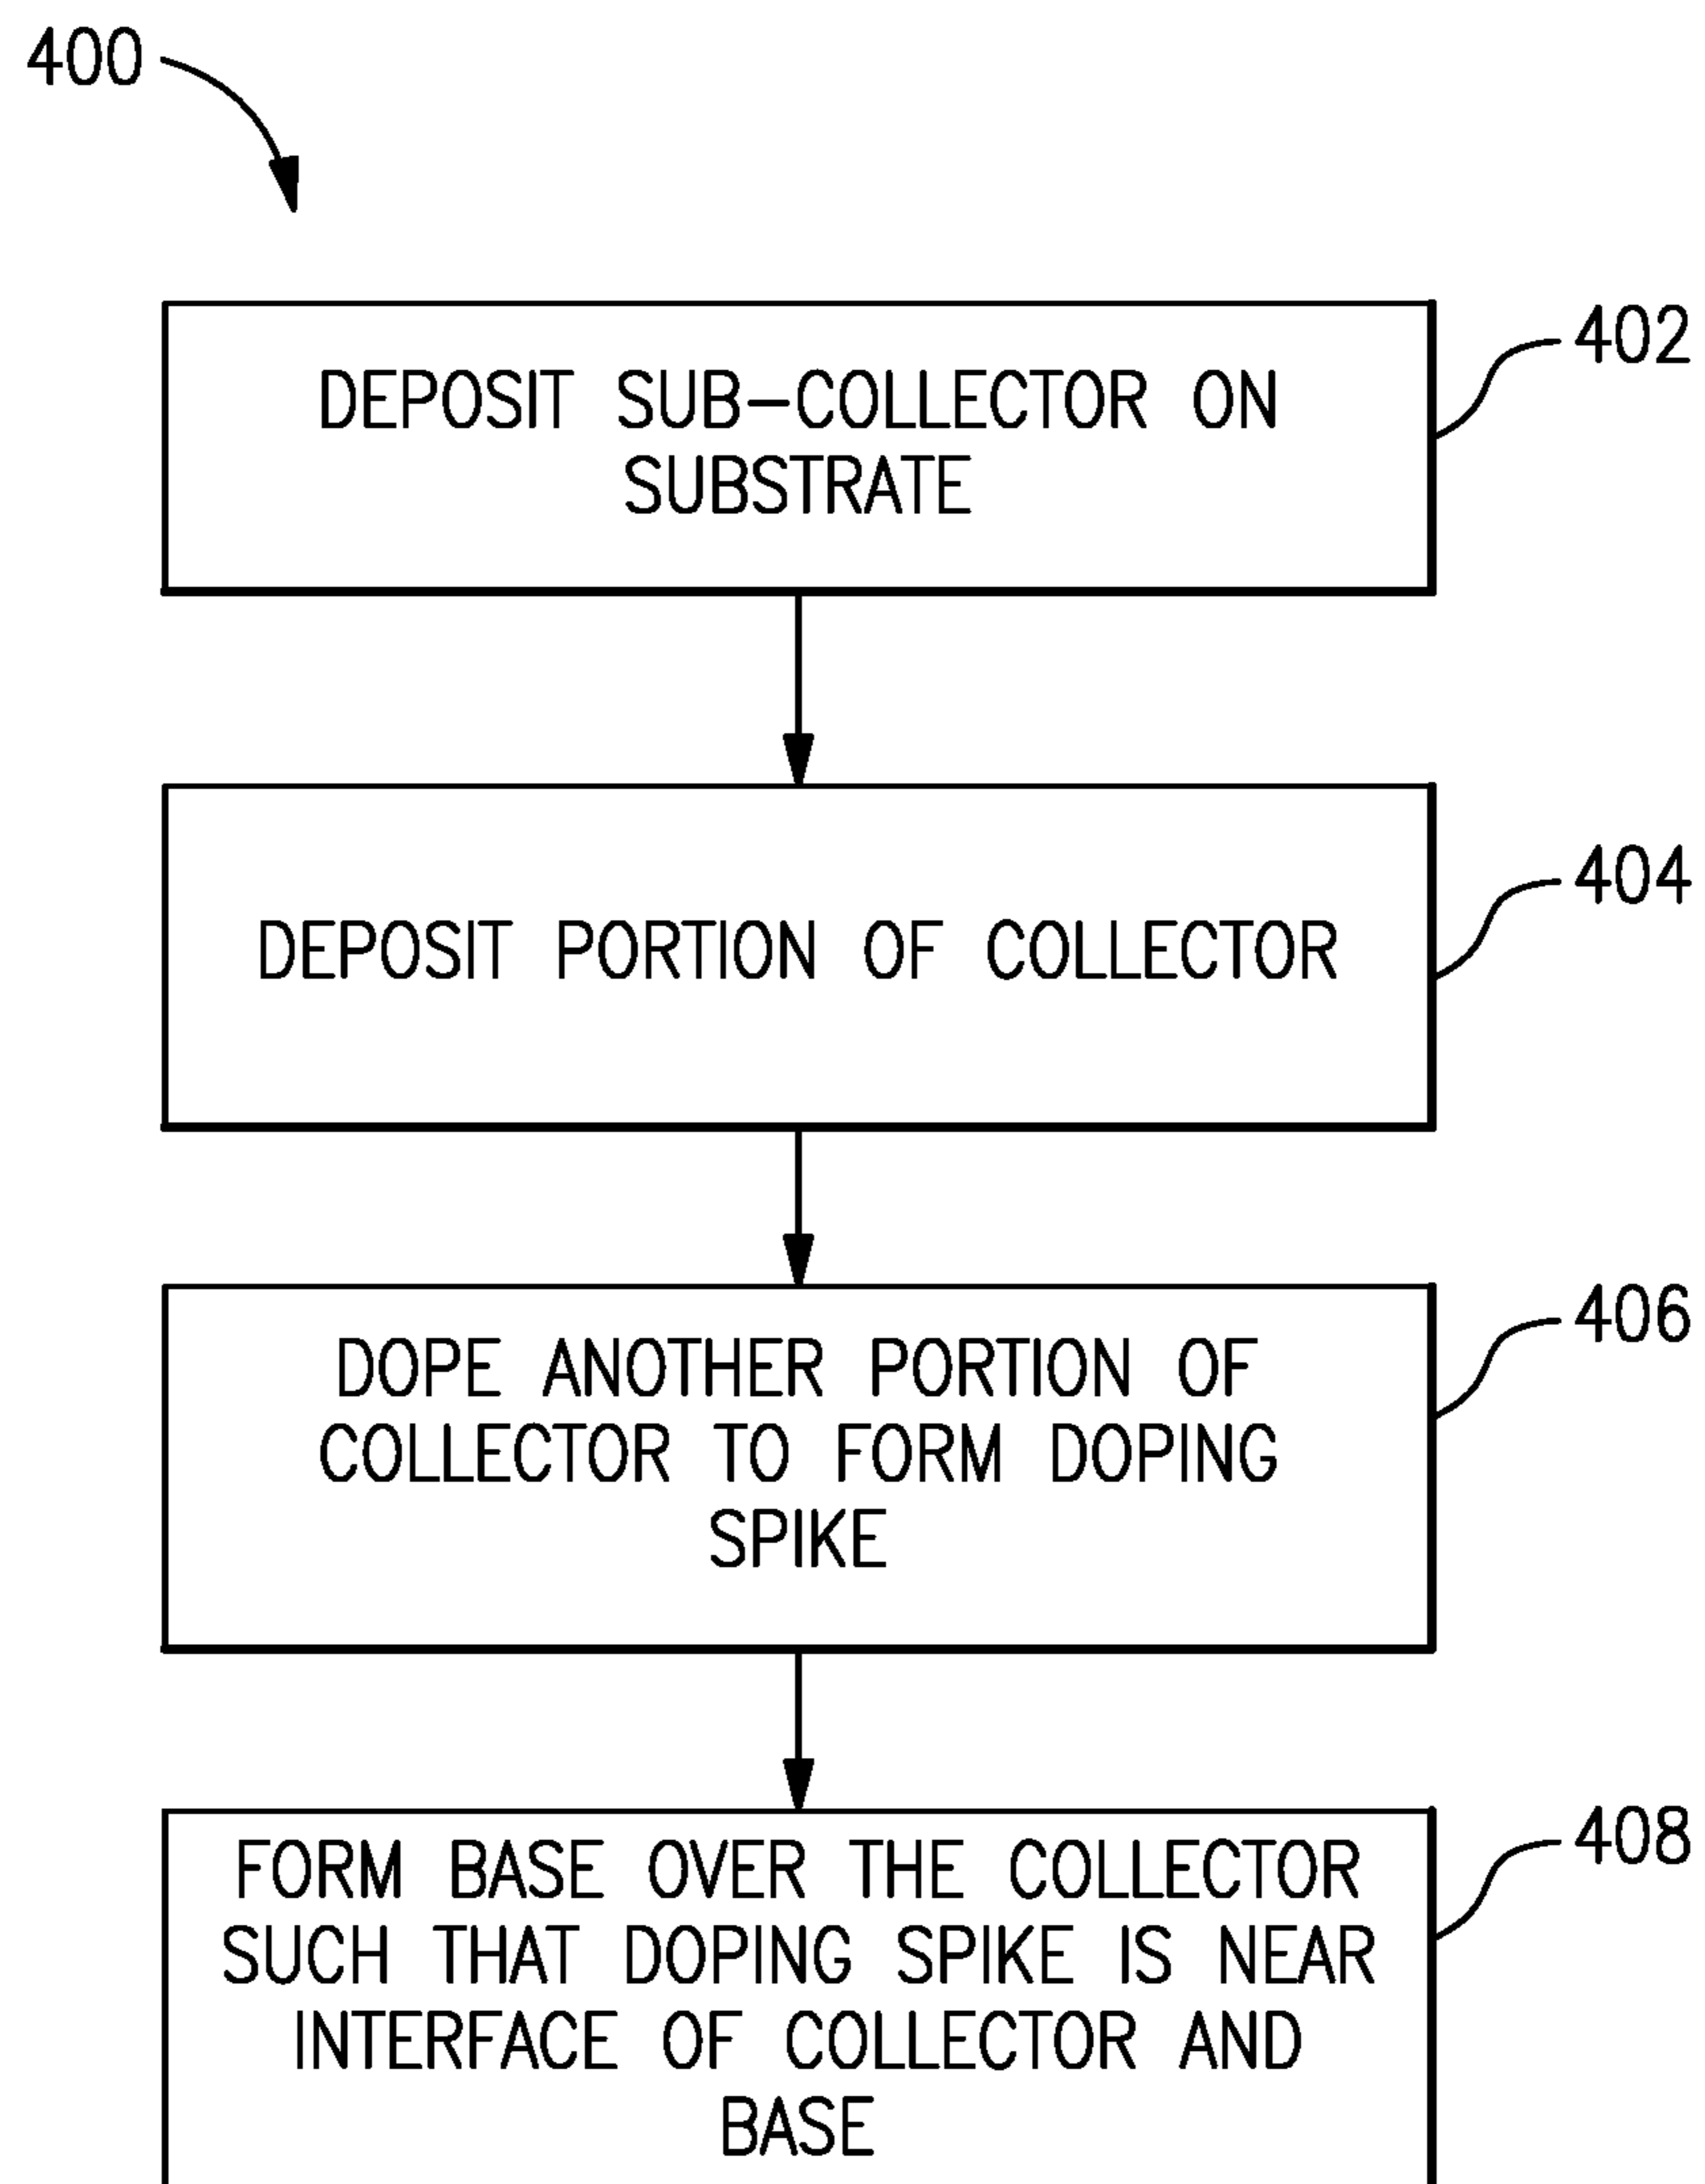 400
402
DEPOSIT SUB-COLLECTOR ON
SUBSTRATE
404
DEPOSIT PORTION OF COLLECTOR
406
DOPE ANOTHER PORTION OF
COLLECTOR TO FORM DOPING
SPIKE
408
FORM BASE OVER THE COLLECTOR
SUCH THAT DOPING SPIKE IS NEAR
INTERFACE OF COLLECTOR AND
BASE